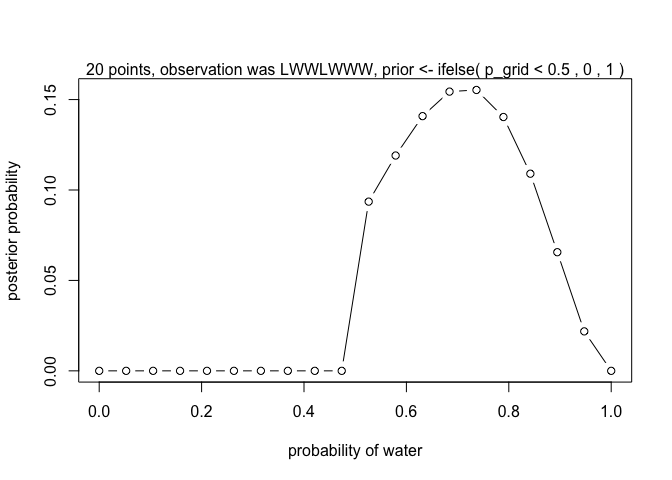 20 points, observation was LWWLWWW, prior <- ifelse( p_grid < 0.5 , 0 , 1 )
posterior probability
0.15
0.10
0.05
0.00
0.0 0.2 0.4 0.6 0.8 1.0
probability of water